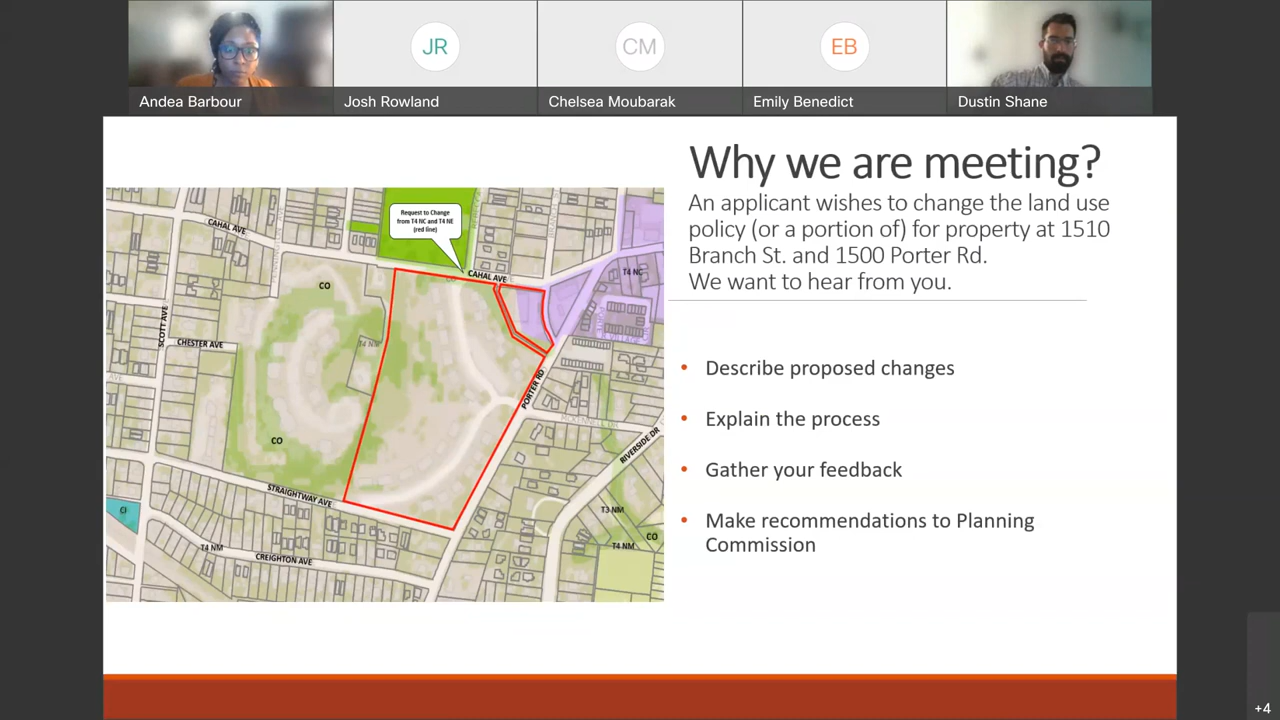 JR
CM
EB
Andea Barbour
Josh Rowland
Chelsea Moubarak
Emily Benedict
Dustin Shane
Why we are meeting?
An applicant wishes to change the land use
policy (or a portion of) for property at 1510
Branch St. and 1500 Porter Rd.
We want to hear from you.
Describe proposed changes
Explain the process
Gather your feedback
Make recommendations to Planning
Commission
Request to Change
from T4 NC and T4 NE
(red line)
CAHAL AVE
CAHAL AVE
T4 NC
CO
SCOTT AVE
CHESTER AVE
PORTER RD
CO
RIVERSIDE DR
STRAIGHTWAY AVE
CI
T3 NM
T4 NM
CREIGHTON AVE
T4 NM
CO
+4